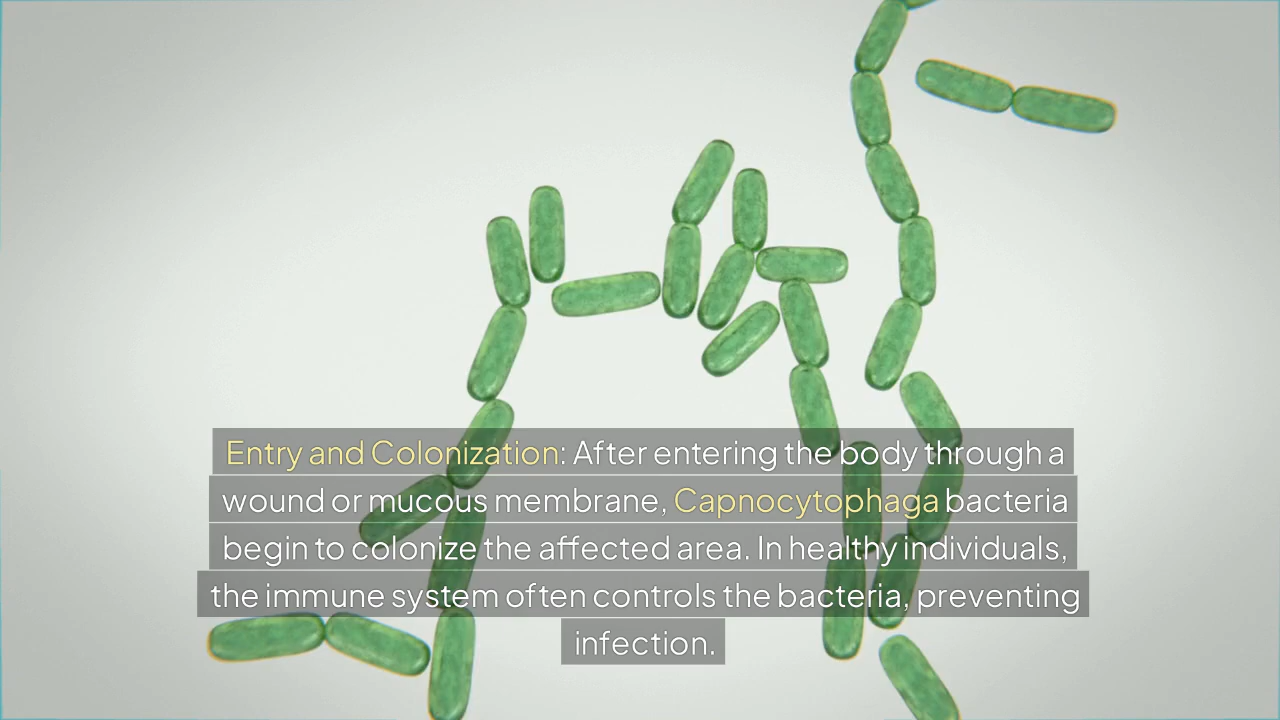 Entry and Colonization: After entering the body through a
wound or mucous membrane, Capnocytophaga bacteria
begin to colonize the affected area. In healthy individuals,
the immune system often controls the bacteria, preventing
infection.